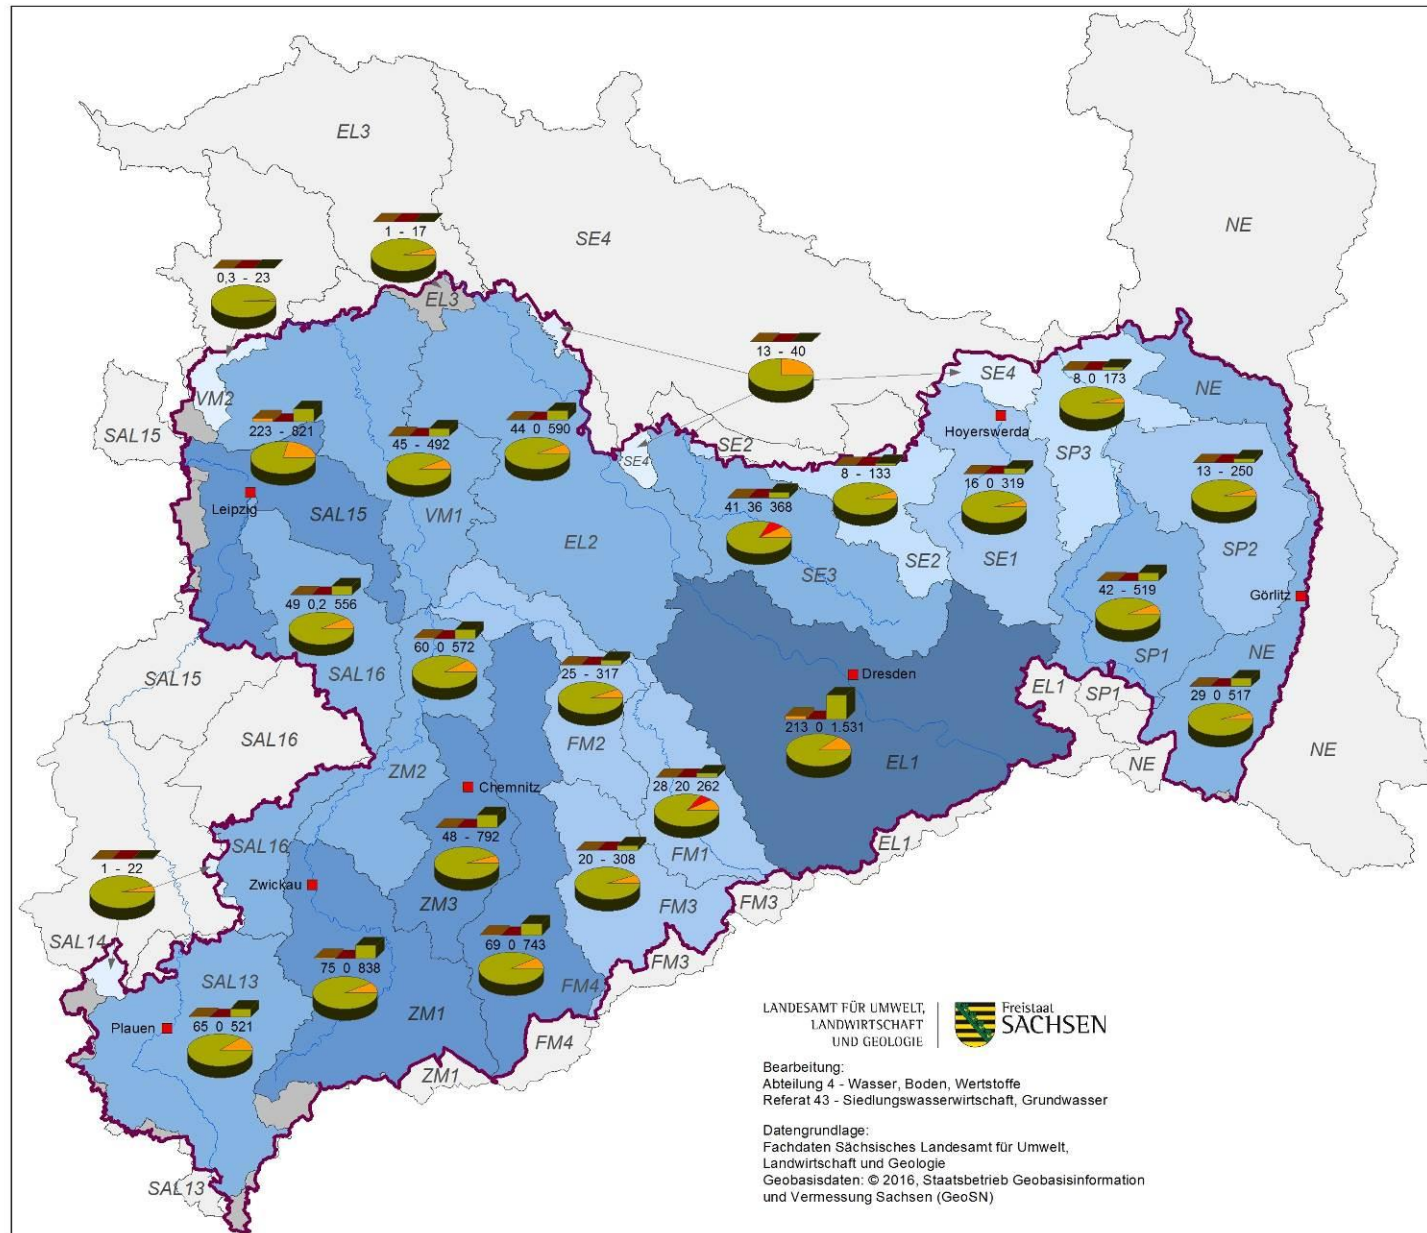 EL3
NE
1 - 17
SE4
0,3 - 23
EL3
13 - 40
SE4
8 0 173
NE
VM2
SAL15
223 - 821
45 - 492
44 0 590
SE2
Hoyerswerda
SE4
SP3
8 - 133
16 0 319
13 - 250
Leipzig
SAL15
VM1
41 36 368
EL2
SE3
SE2
SE1
SP2
49 0,2 556
42 - 519
Görlitz
60 0 572
SAL16
SP1
NE
SAL15
25 - 317
Dresden
EL1
SP1
29 0 517
SAL16
213 0 1.531
FM2
EL1
NE
NE
ZM2
Chemnitz
28 20 262
48 - 792
SAL16
20 - 308
FM1
EL1
1 - 22
Zwickau
ZM3
FM3
FM3
SAL14
69 0 743
75 0 838
FM3
SAL13
FM4
65 0 521
Plauen
ZM1
FM4
ZM1
SAL13
LANDESAMT FÜR UMWELT,
LANDWIRTSCHAFT
UND GEOLOGIE
Freistaat
SACHSEN
Bearbeitung:
Abteilung 4 - Wasser, Boden, Wertstoffe
Referat 43 - Siedlungswasserwirtschaft, Grundwasser
Datengrundlage:
Fachdaten Sächsisches Landesamt für Umwelt,
Landwirtschaft und Geologie
Geobasisdaten: © 2016, Staatsbetrieb Geobasisinformation
und Vermessung Sachsen (GeoSN)